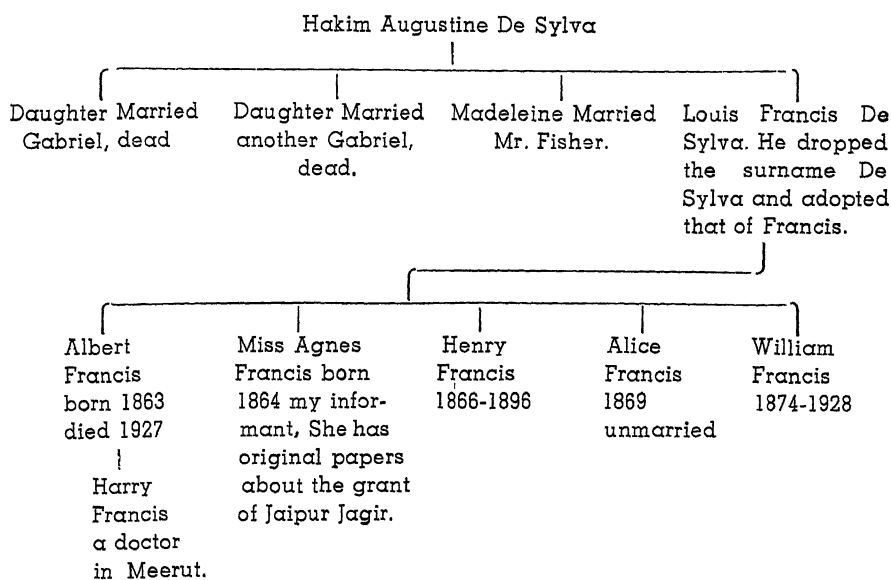 Hakim Augustine De Sylva
Daughter Married
Gabriel, dead
Daughter Married
another Gabriel,
dead.
Madeleine Married
Mr. Fisher.
Louis Francis De
Sylva. He dropped
the surname De
Sylva and adopted
that of Francis.
Albert
Francis
born 1863
died 1927
Harry
Francis
a doctor
in Meerut.
Miss Agnes
Francis born
1864 my infor-
mant, She has
original papers
about the grant
of Jaipur Jagir.
Henry
Francis
1866-1896
Alice
Francis
1869
unmarried
William
Francis
1874-1928